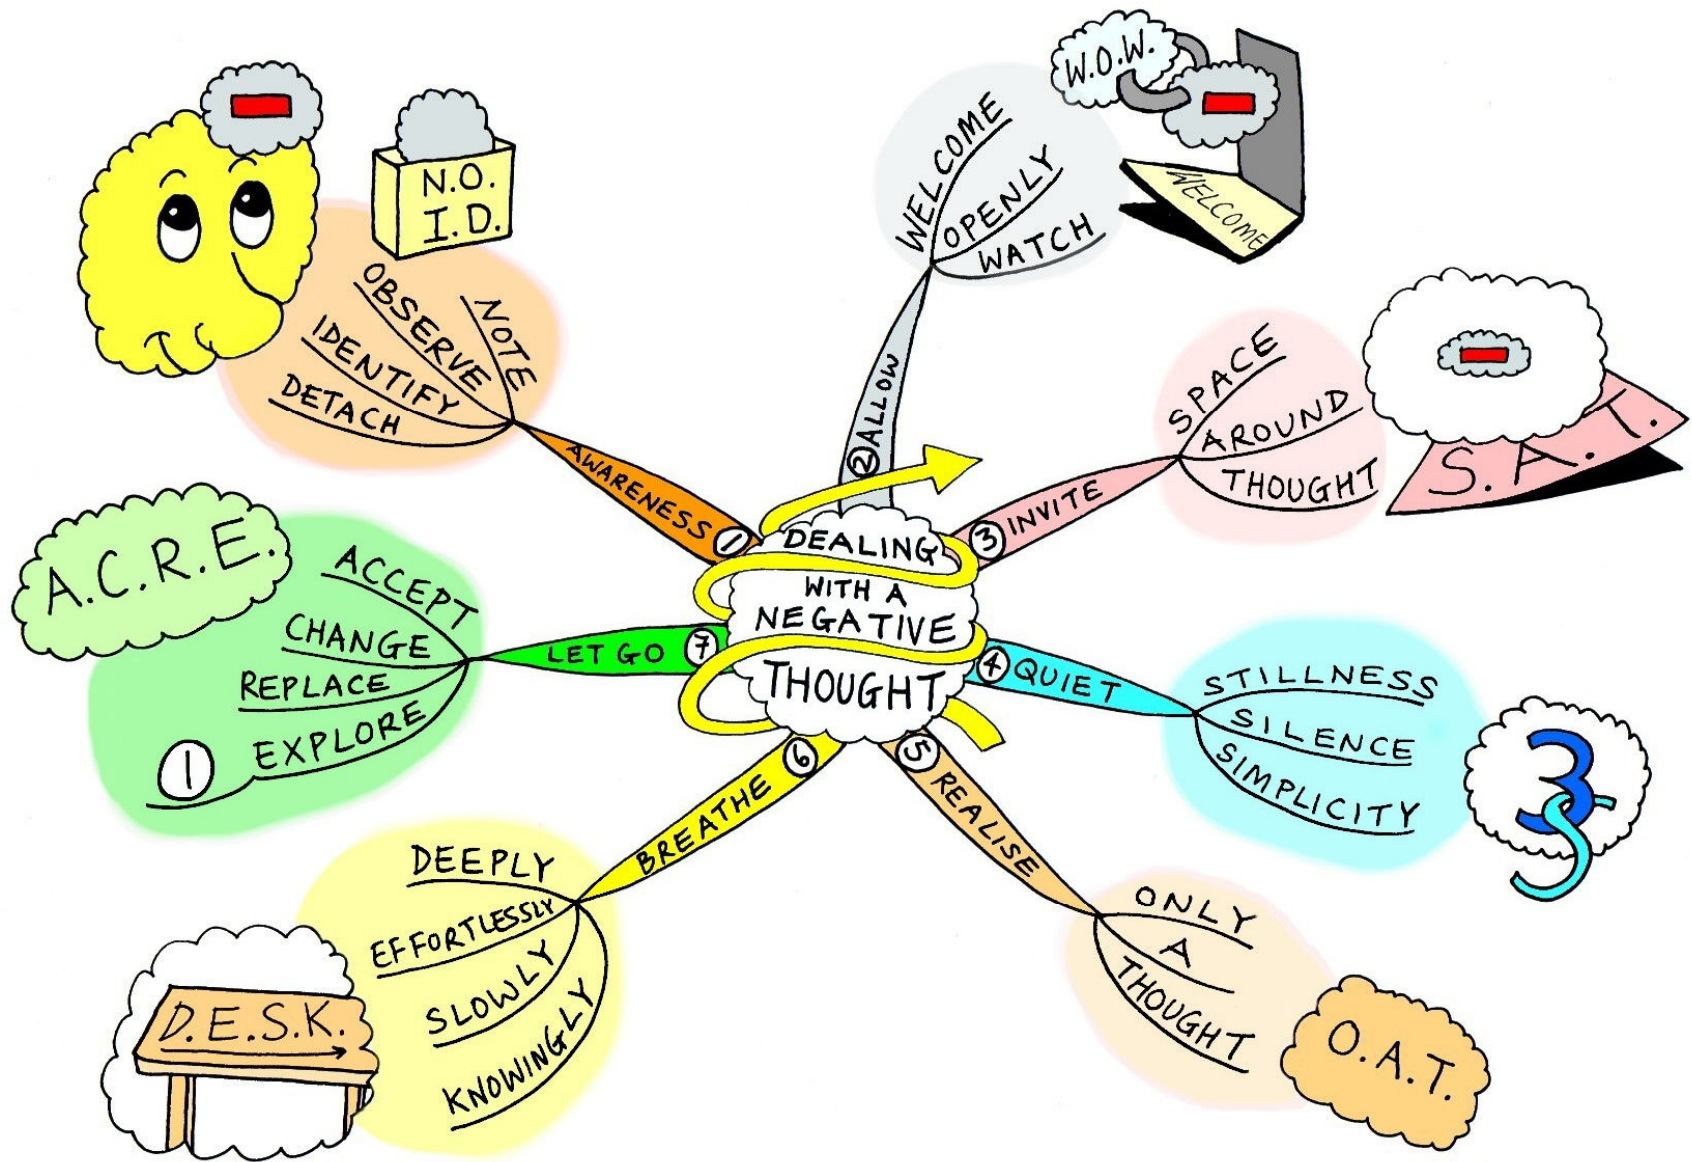 DEALING
WITH A
NEGATIVE
THOUGHT
1 AWARENESS
NOTE
OBSERVE
IDENTIFY
DETACH
N.O.
I.D.
2 ALLOW
WELCOME
OPENLY
WATCH
W.O.W.
WELCOME
3 INVITE
SPACE
AROUND
THOUGHT
S.A.T.
4 QUIET
STILLNESS
SILENCE
SIMPLICITY
3
S
5 REALISE
ONLY
A
THOUGHT
O.A.T.
6 BREATHE
DEEPLY
EFFORTLESSLY
SLOWLY
KNOWINGLY
D.E.S.K.
LET GO 7
ACCEPT
CHANGE
REPLACE
EXPLORE
1
A.C.R.E.